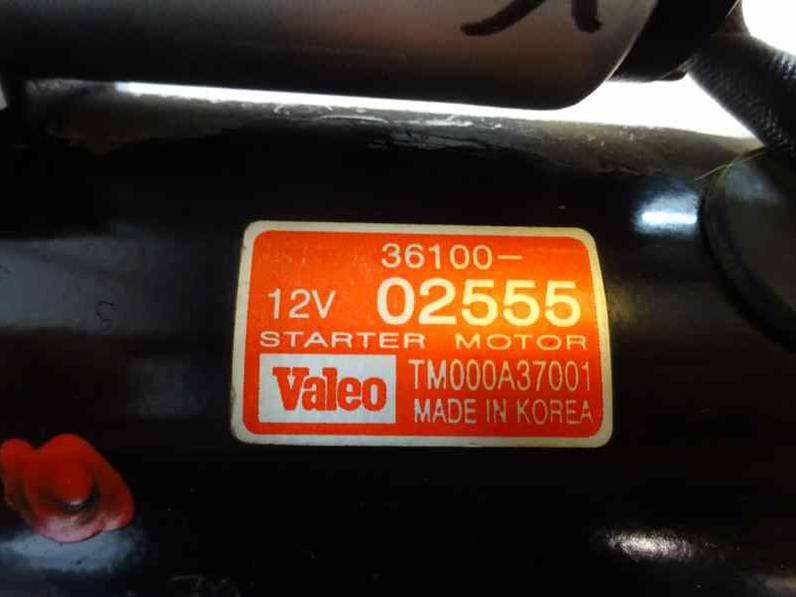 36100-
12V 02555
STARTER MOTOR
Valeo TM000A37001
MADE IN KOREA